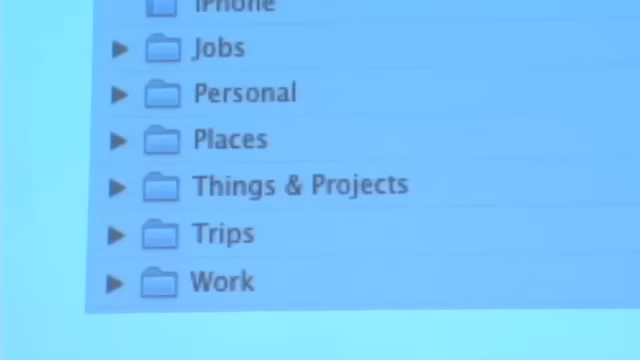 iPhone
Jobs
Personal
Places
Things & Projects
Trips
Work